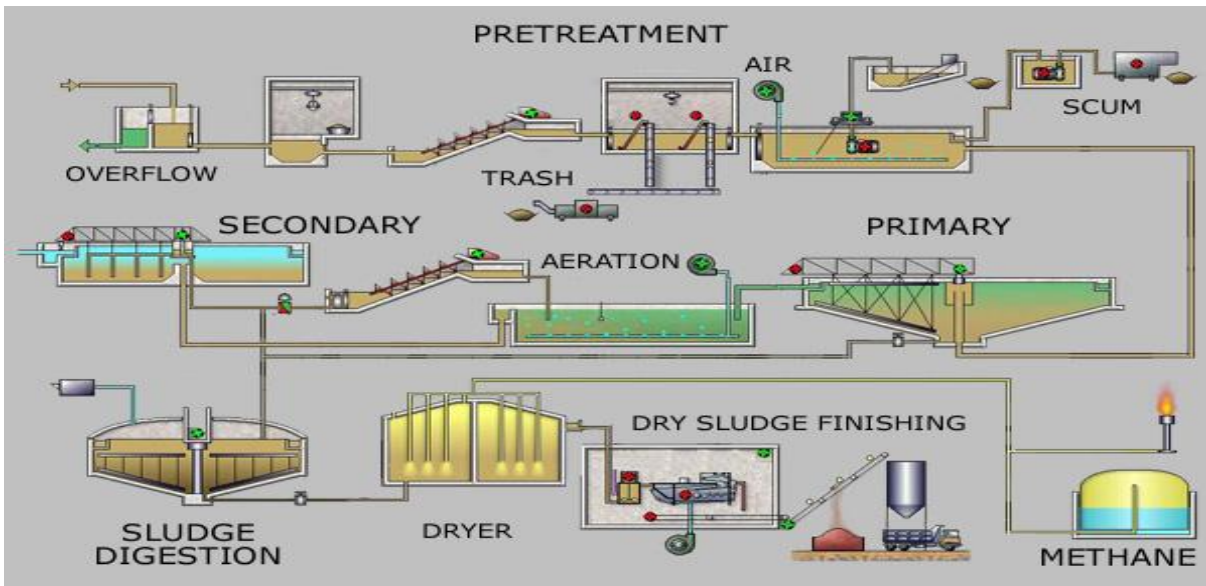 PRETREATMENT
AIR
SCUM
OVERFLOW
TRASH
SECONDARY
PRIMARY
AERATION
DRY SLUDGE FINISHING
SLUDGE
DIGESTION
DRYER
METHANE